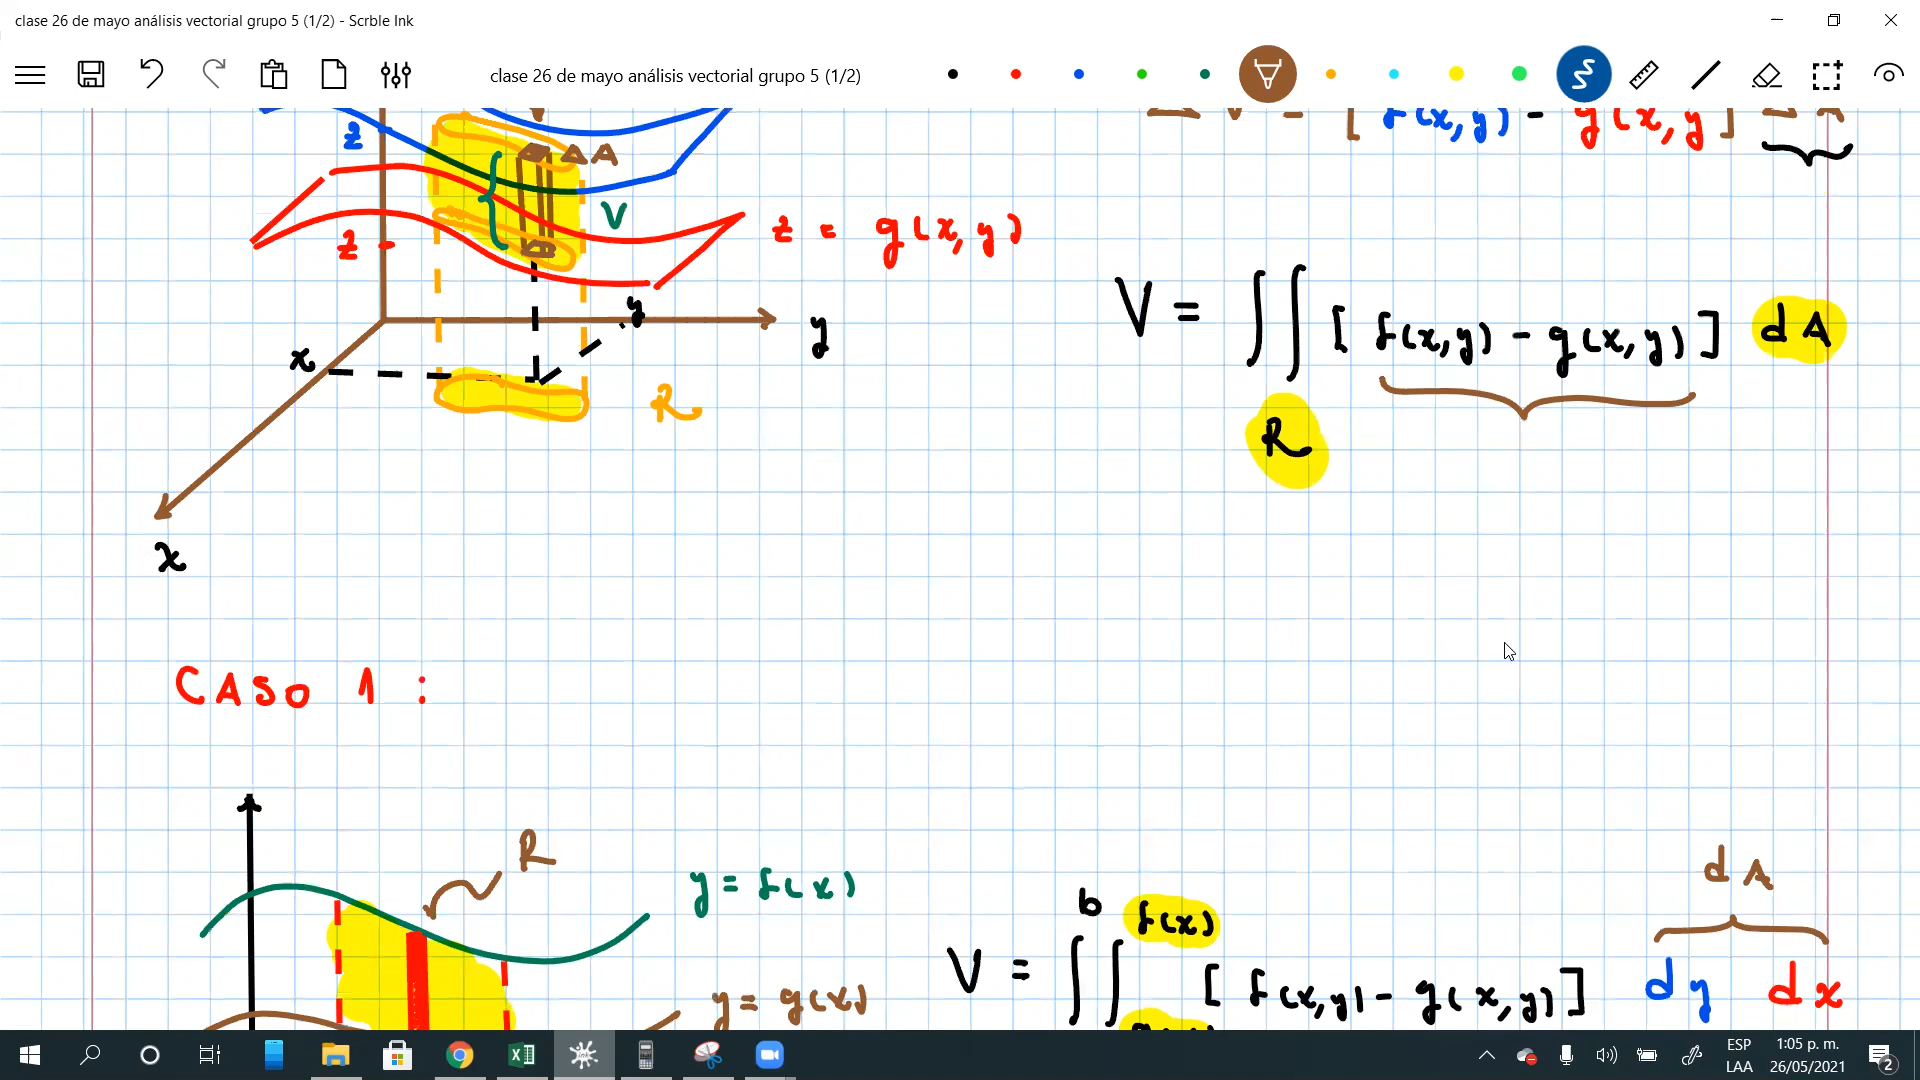 clase 26 de mayo análisis vectorial grupo 5 (1/2) - Scrble Ink
clase 26 de mayo análisis vectorial grupo 5 (1/2)
z
ΔA
V
z
z = g(x,y)
y
x
y
R
x
[f(x,y) - g(x,y]
V = ∫∫ [f(x,y) - g(x,y)] dA
R
CASO 1 :
R
y = f(x)
y = g(x)
dA
b f(x)
V = ∫∫ [f(x,y) - g(x,y)] dy dx
ESP
LAA
1:05 p. m.
26/05/2021
2